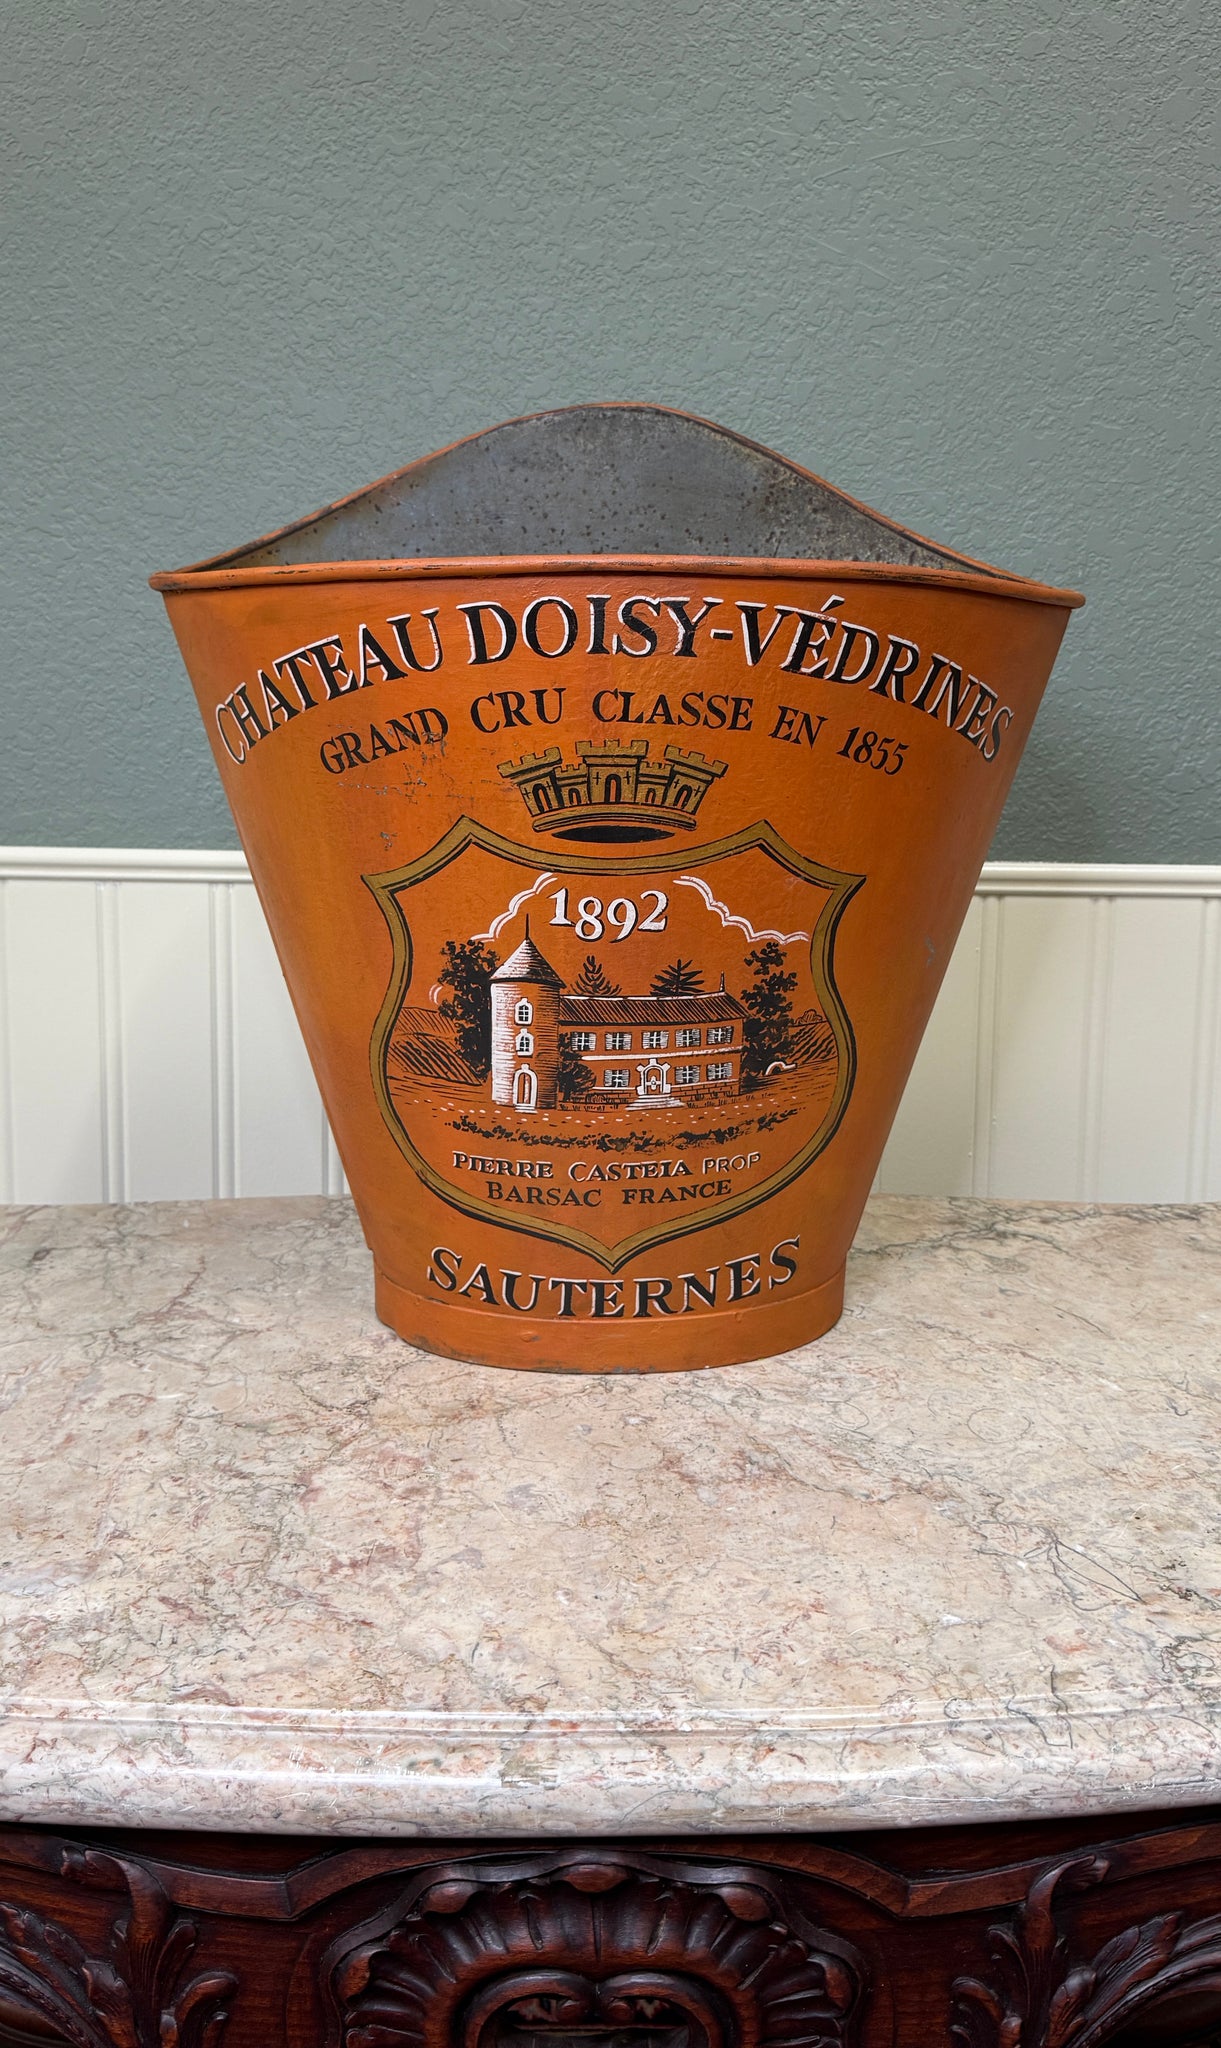 CHATEAU DOISY-VÉDRINES
GRAND CRU CLASSE EN 1855
1892
PIERRE CASTEIA PROP
BARSAC FRANCE
SAUTERNES